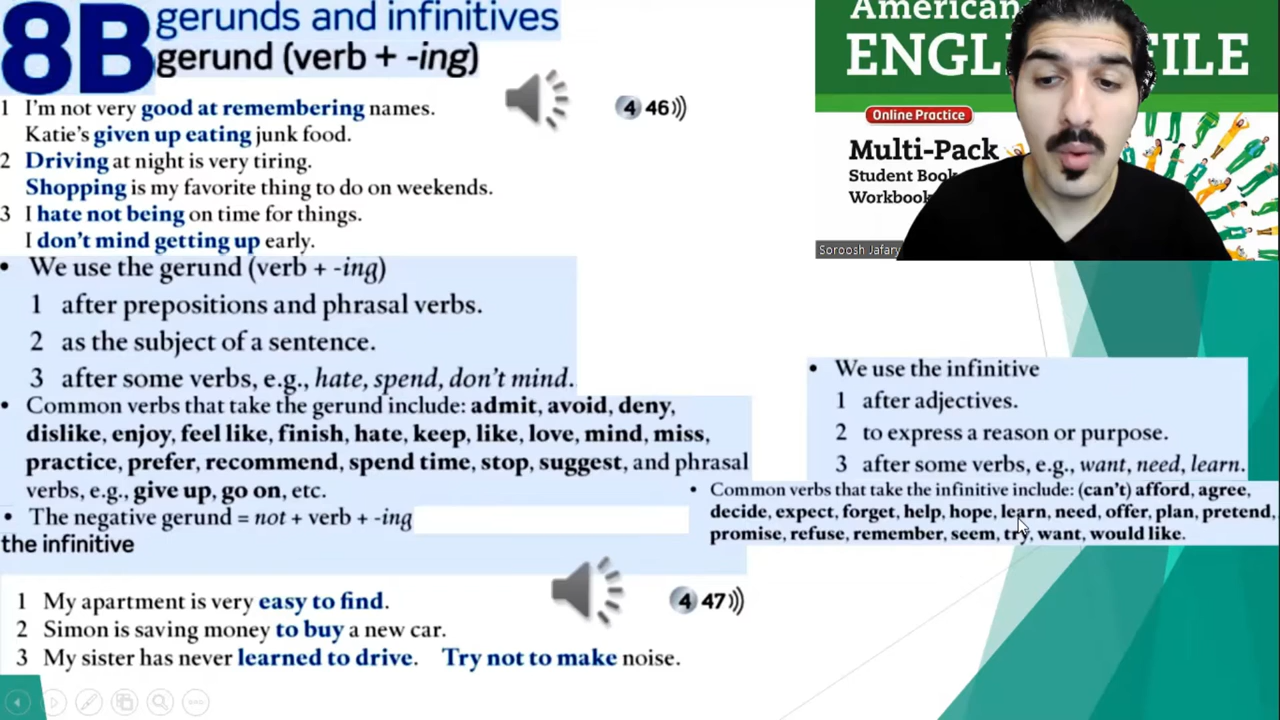 8B
gerunds and infinitives
gerund (verb + -ing)
1 I'm not very good at remembering names.
4 46
Katie's given up eating junk food.
2 Driving at night is very tiring.
Shopping is my favorite thing to do on weekends.
3 I hate not being on time for things.
I don't mind getting up early.
• We use the gerund (verb + -ing)
1 after prepositions and phrasal verbs.
2 as the subject of a sentence.
3 after some verbs, e.g., hate, spend, don't mind.
• Common verbs that take the gerund include: admit, avoid, deny,
dislike, enjoy, feel like, finish, hate, keep, like, love, mind, miss,
practice, prefer, recommend, spend time, stop, suggest, and phrasal
verbs, e.g., give up, go on, etc.
• The negative gerund = not + verb + -ing
the infinitive
1 My apartment is very easy to find.
4 47
2 Simon is saving money to buy a new car.
3 My sister has never learned to drive. Try not to make noise.
American
ENGL FILE
Online Practice
Multi-Pack
Student Book
Workbook
Soroosh Jafary
• We use the infinitive
1 after adjectives.
2 to express a reason or purpose.
3 after some verbs, e.g., want, need, learn.
• Common verbs that take the infinitive include: (can't) afford, agree,
decide, expect, forget, help, hope, learn, need, offer, plan, pretend,
promise, refuse, remember, seem, try, want, would like.